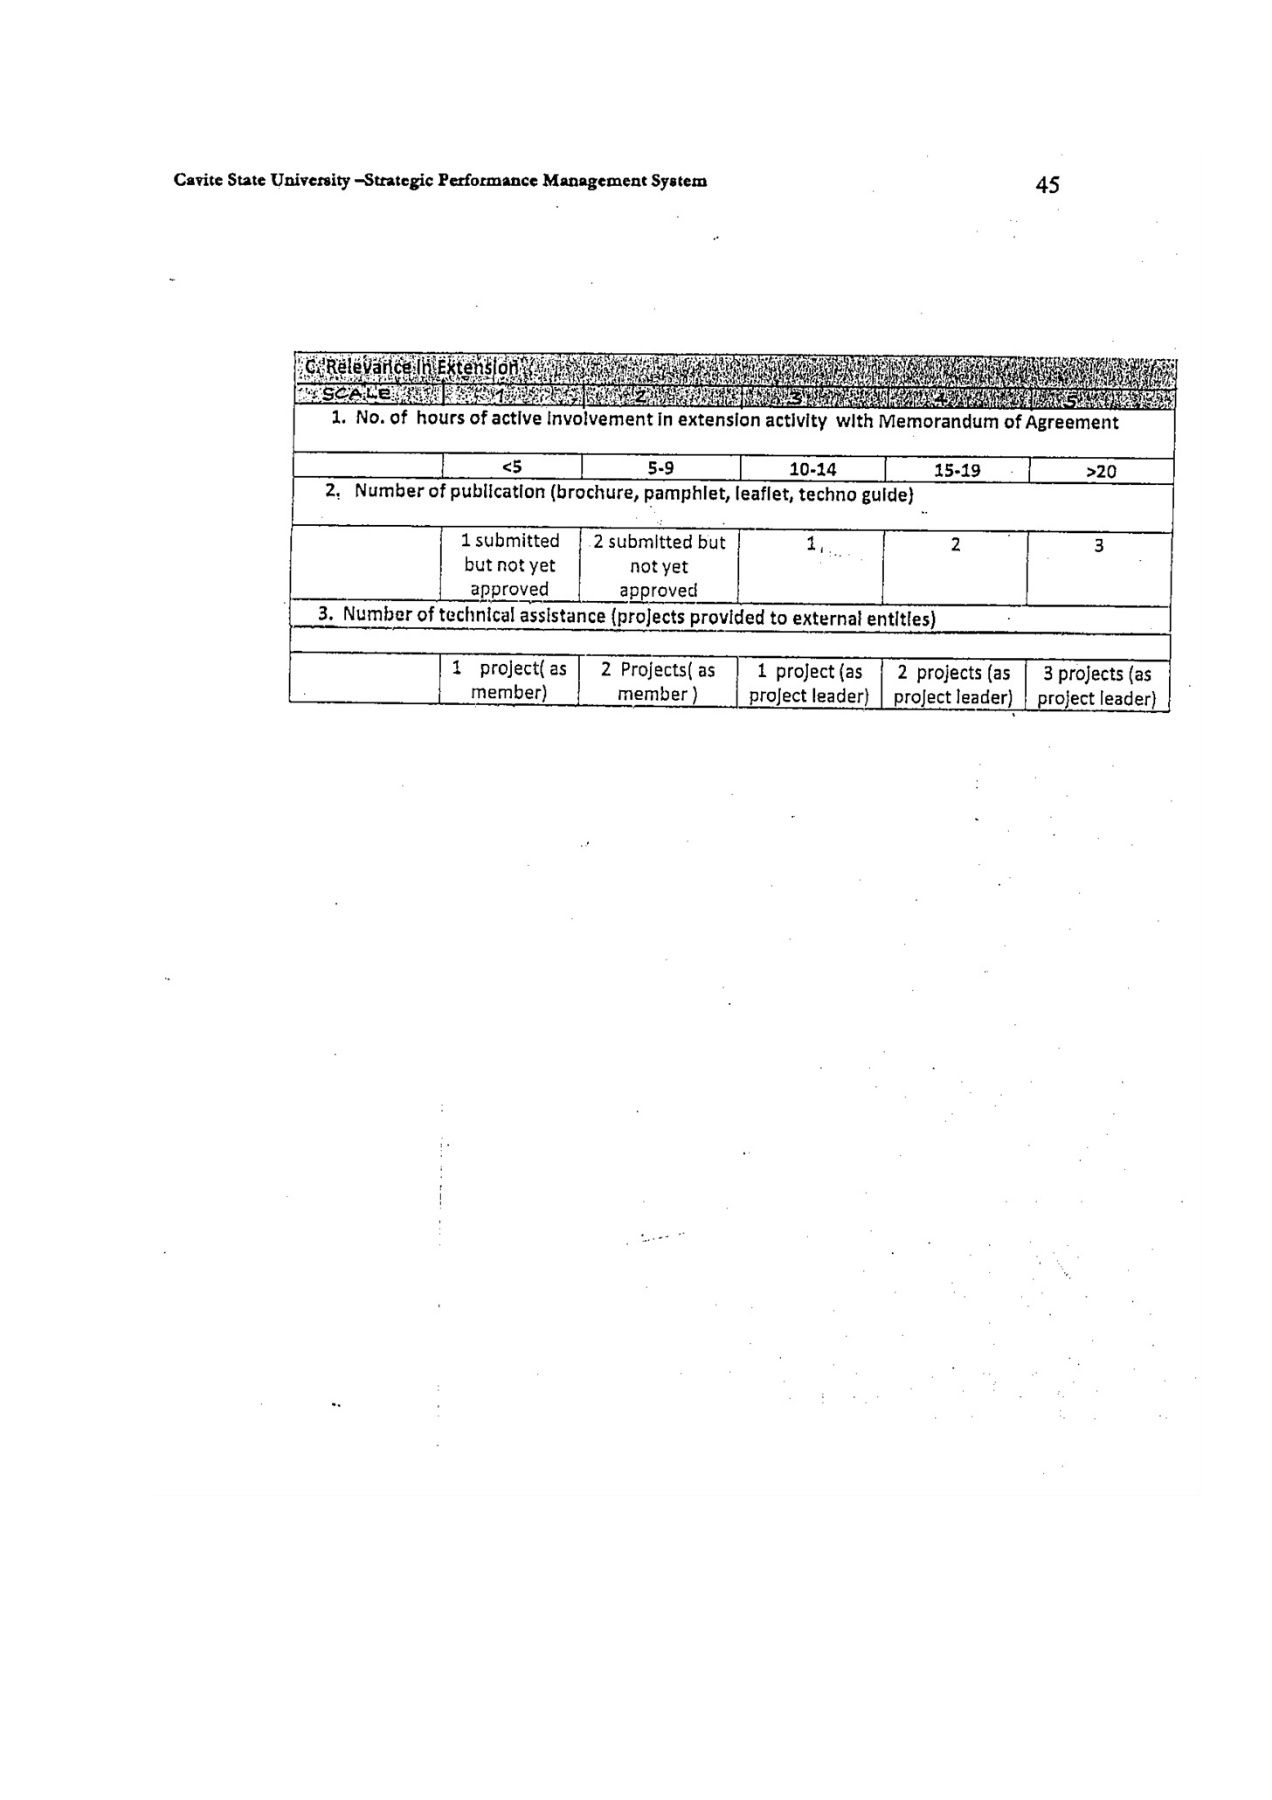 Cavite State University –Strategic Performance Management System 45
C. Relevance in Extension
SCALE 1 2 3 4 5
1. No. of hours of active involvement in extension activity with Memorandum of Agreement
<5 5-9 10-14 15-19 >20
2. Number of publication (brochure, pamphlet, leaflet, techno guide)
1 submitted 2 submitted but 1 2 3
but not yet not yet
approved approved
3. Number of technical assistance (projects provided to external entities)
1 project( as 2 Projects( as 1 project (as 2 projects (as 3 projects (as
member) member ) project leader) project leader) project leader)